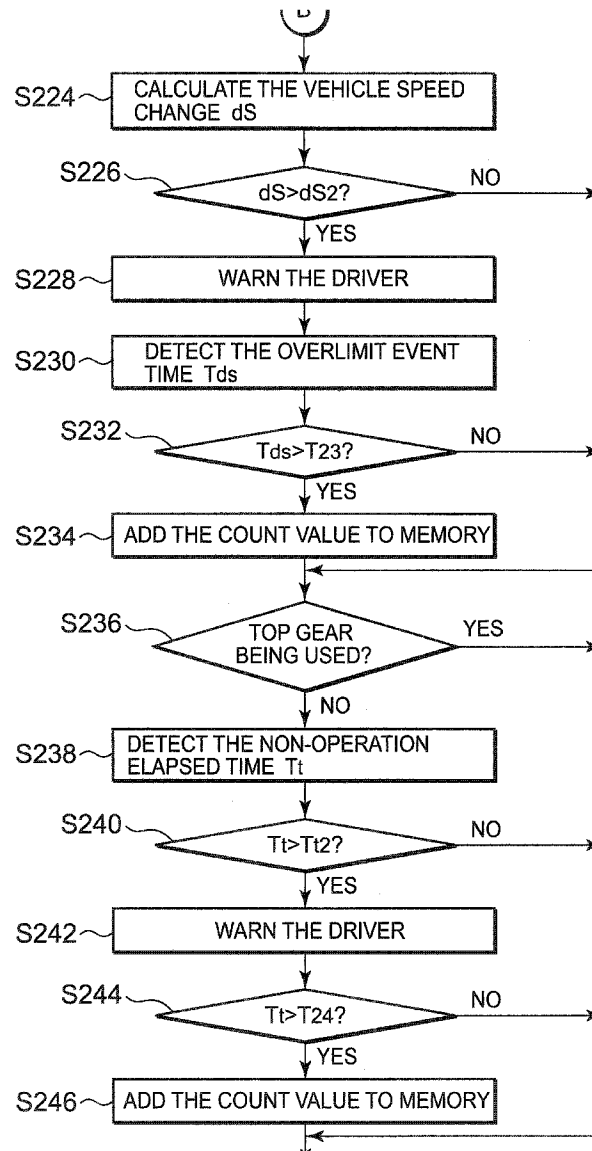 S224
CALCULATE THE VEHICLE SPEED
CHANGE dS
S226
dS>dS2?
NO
YES
S228
WARN THE DRIVER
S230
DETECT THE OVERLIMIT EVENT
TIME Tds
S232
Tds>T23?
NO
YES
S234
ADD THE COUNT VALUE TO MEMORY
S236
TOP GEAR
BEING USED?
YES
NO
S238
DETECT THE NON-OPERATION
ELAPSED TIME Tt
S240
Tt>Tt2?
NO
YES
S242
WARN THE DRIVER
S244
Tt>T24?
NO
YES
S246
ADD THE COUNT VALUE TO MEMORY